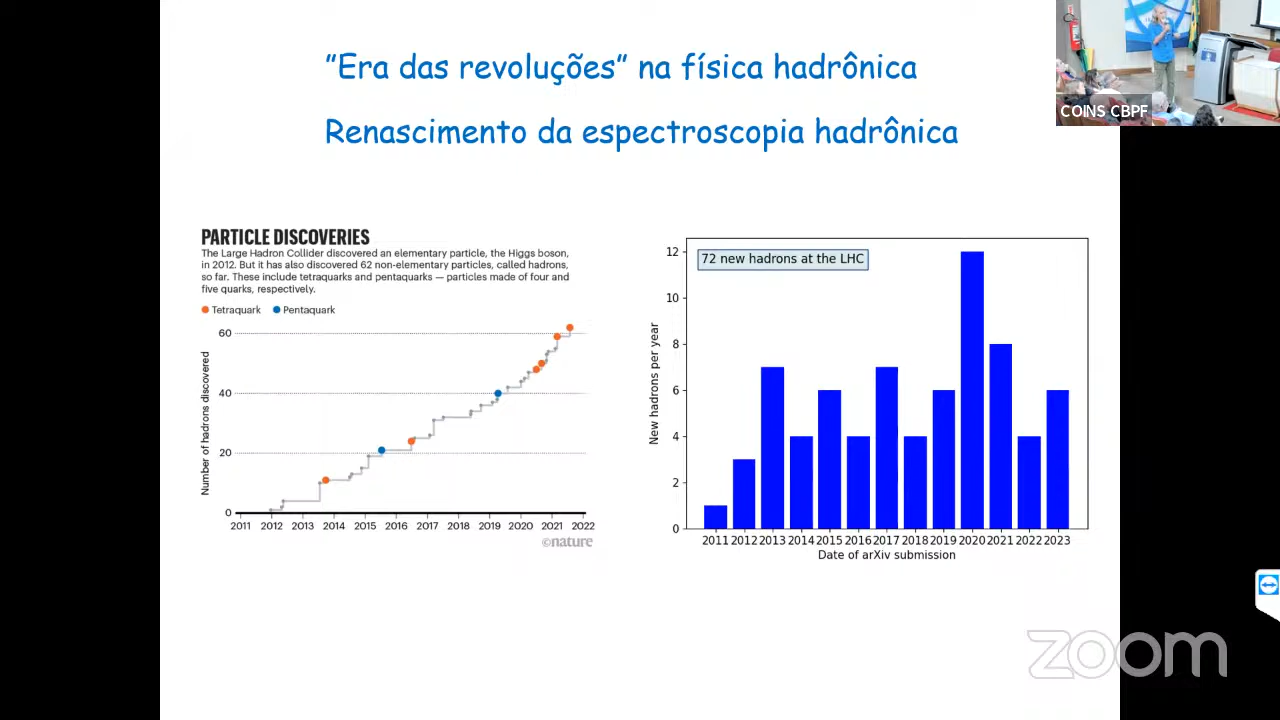 ”Era das revoluções” na física hadrônica
Renascimento da espectroscopia hadrônica
COINS CBPF
PARTICLE DISCOVERIES
The Large Hadron Collider discovered an elementary particle, the Higgs boson,
in 2012. But it has also discovered 62 non-elementary particles, called hadrons,
so far. These include tetraquarks and pentaquarks — particles made of four and
five quarks, respectively.
Tetraquark Pentaquark
Number of hadrons discovered
60
40
20
0
2011 2012 2013 2014 2015 2016 2017 2018 2019 2020 2021 2022
©nature
72 new hadrons at the LHC
New hadrons per year
12
10
8
6
4
2
0
2011 2012 2013 2014 2015 2016 2017 2018 2019 2020 2021 2022 2023
Date of arXiv submission
zoom